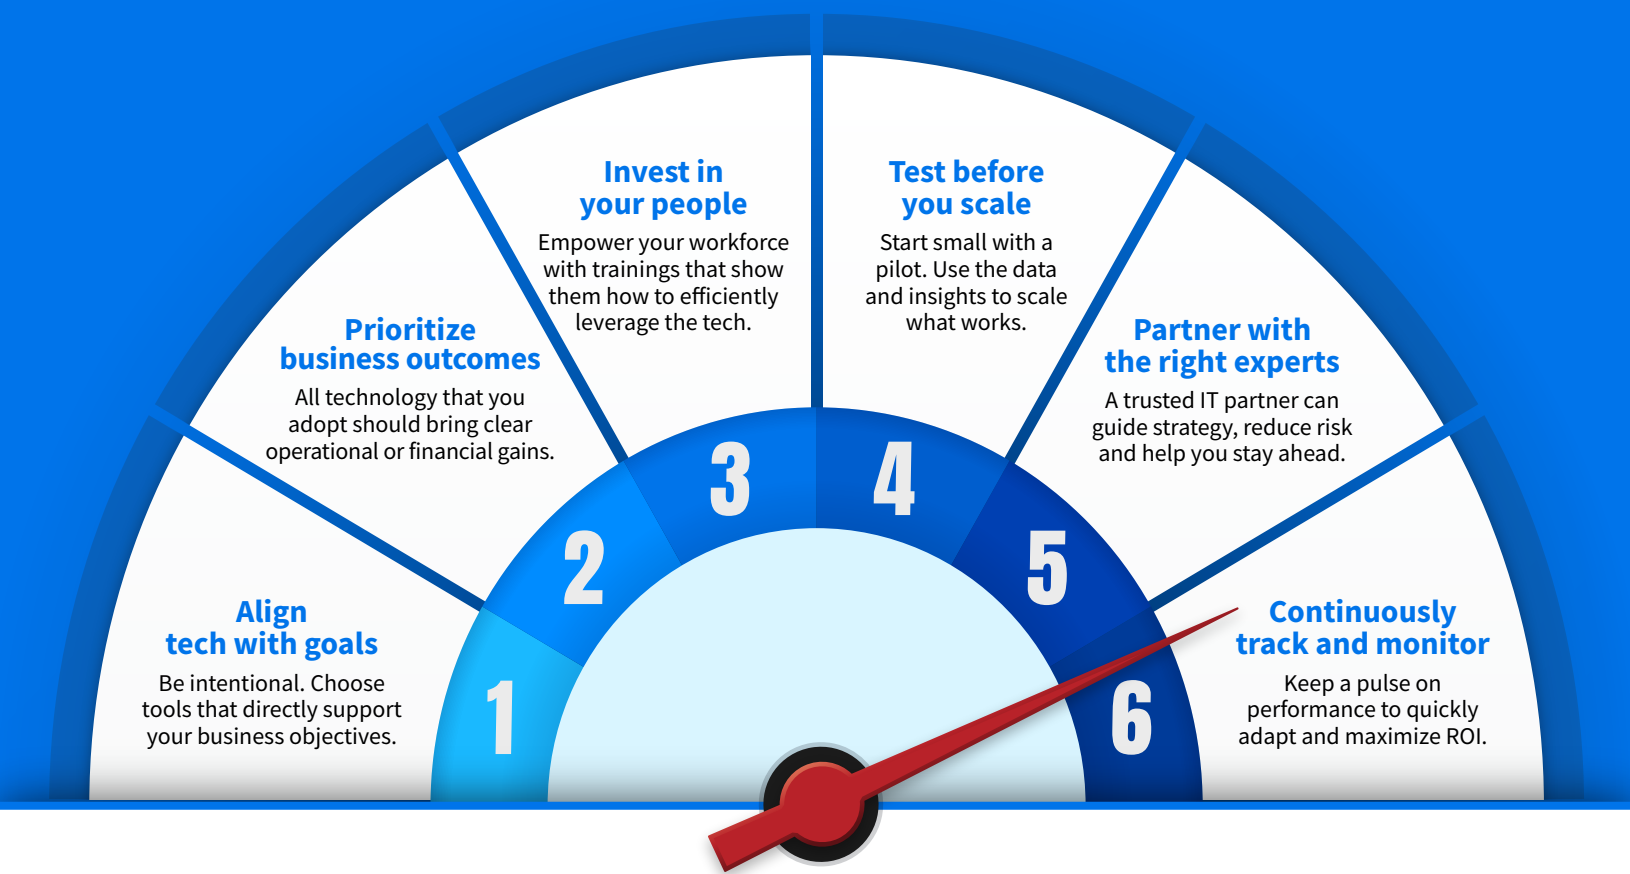 1
Align
tech with goals
Be intentional. Choose
tools that directly support
your business objectives.
2
Prioritize
business outcomes
All technology that you
adopt should bring clear
operational or financial gains.
3
Invest in
your people
Empower your workforce
with trainings that show
them how to efficiently
leverage the tech.
4
Test before
you scale
Start small with a
pilot. Use the data
and insights to scale
what works.
5
Partner with
the right experts
A trusted IT partner can
guide strategy, reduce risk
and help you stay ahead.
6
Continuously
track and monitor
Keep a pulse on
performance to quickly
adapt and maximize ROI.